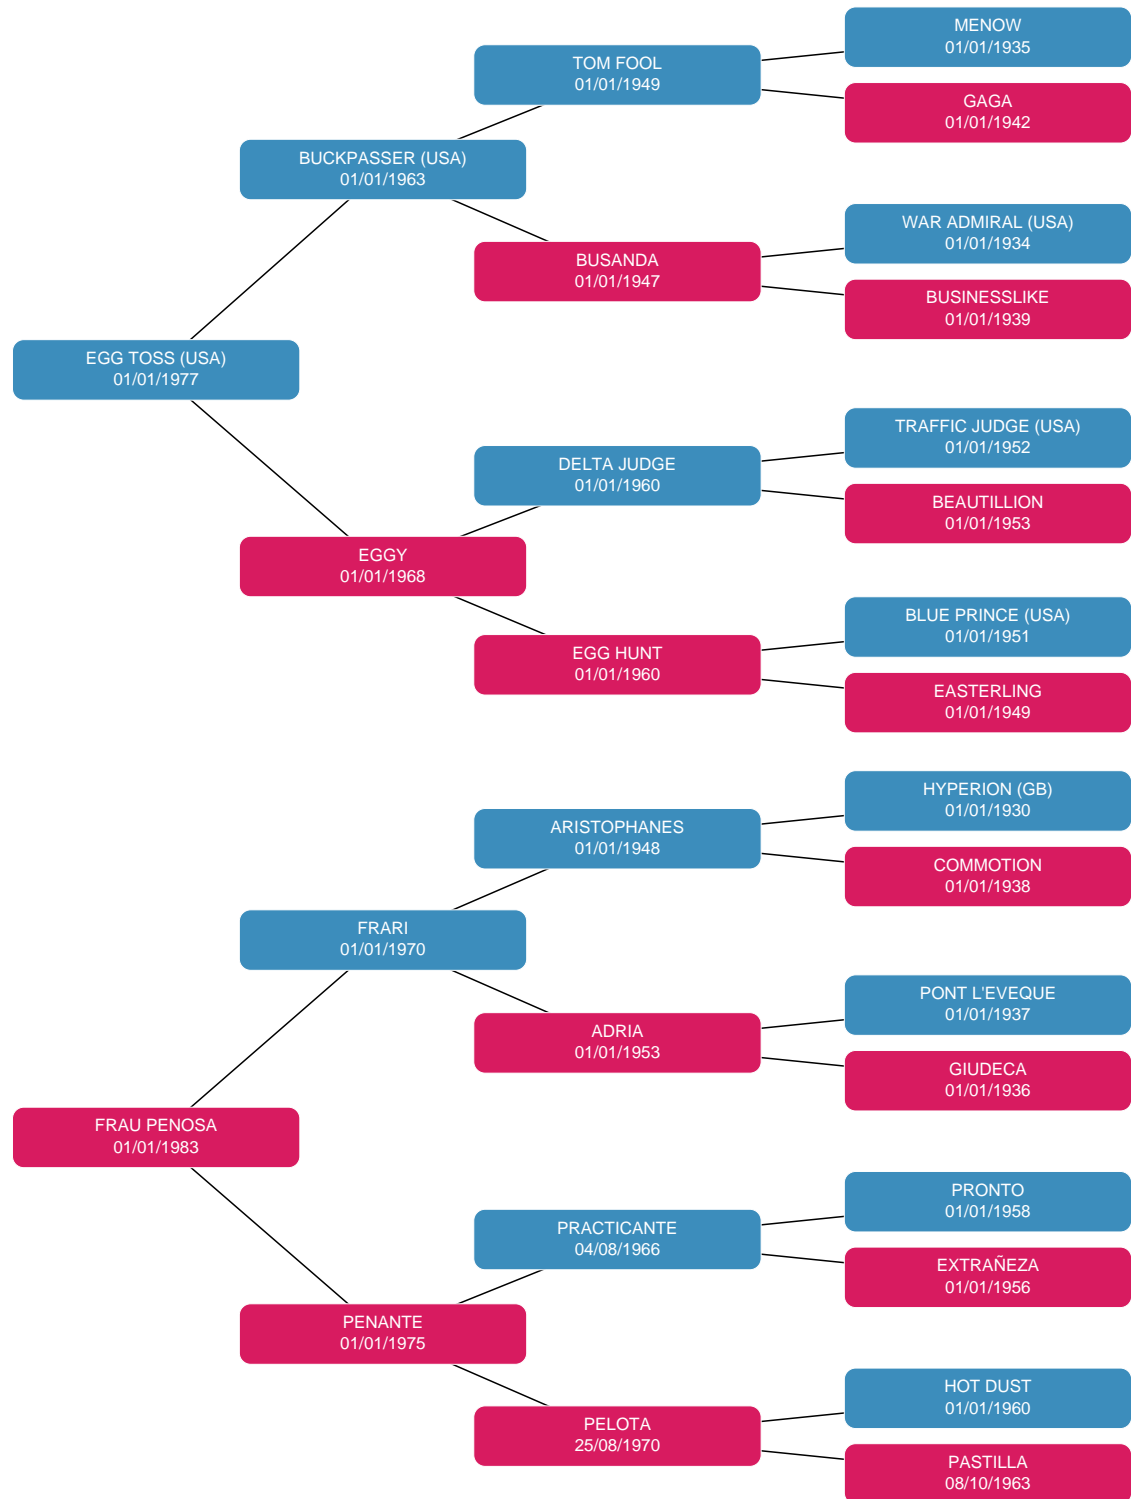 MENOW
01/01/1935
TOM FOOL
01/01/1949
GAGA
01/01/1942
BUCKPASSER (USA)
01/01/1963
WAR ADMIRAL (USA)
01/01/1934
BUSANDA
01/01/1947
BUSINESSLIKE
01/01/1939
EGG TOSS (USA)
01/01/1977
TRAFFIC JUDGE (USA)
01/01/1952
DELTA JUDGE
01/01/1960
BEAUTILLION
01/01/1953
EGGY
01/01/1968
BLUE PRINCE (USA)
01/01/1951
EGG HUNT
01/01/1960
EASTERLING
01/01/1949
HYPERION (GB)
01/01/1930
ARISTOPHANES
01/01/1948
COMMOTION
01/01/1938
FRARI
01/01/1970
PONT L'EVEQUE
01/01/1937
ADRIA
01/01/1953
GIUDECA
01/01/1936
FRAU PENOSA
01/01/1983
PRONTO
01/01/1958
PRACTICANTE
04/08/1966
EXTRAÑEZA
01/01/1956
PENANTE
01/01/1975
HOT DUST
01/01/1960
PELOTA
25/08/1970
PASTILLA
08/10/1963